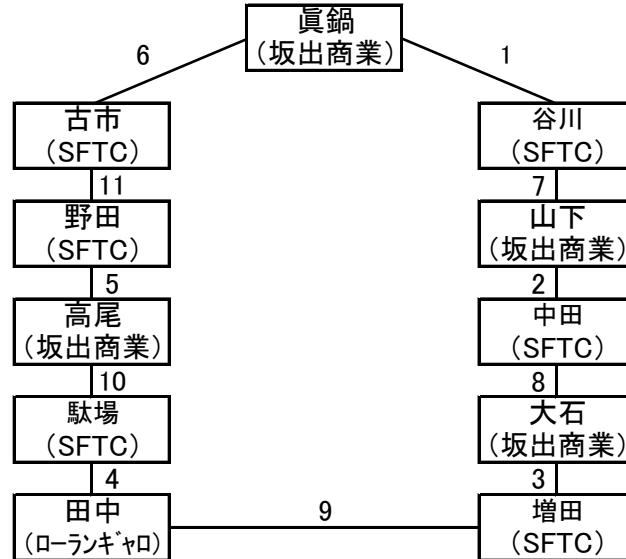 眞鍋
(坂出商業)
6
1
古市
(SFTC)
谷川
(SFTC)
11
7
野田
(SFTC)
山下
(坂出商業)
5
2
高尾
(坂出商業)
中田
(SFTC)
10
8
駄場
(SFTC)
大石
(坂出商業)
4
3
田中
(ﾛｰﾗﾝｷﾞｬﾛ)
9
増田
(SFTC)